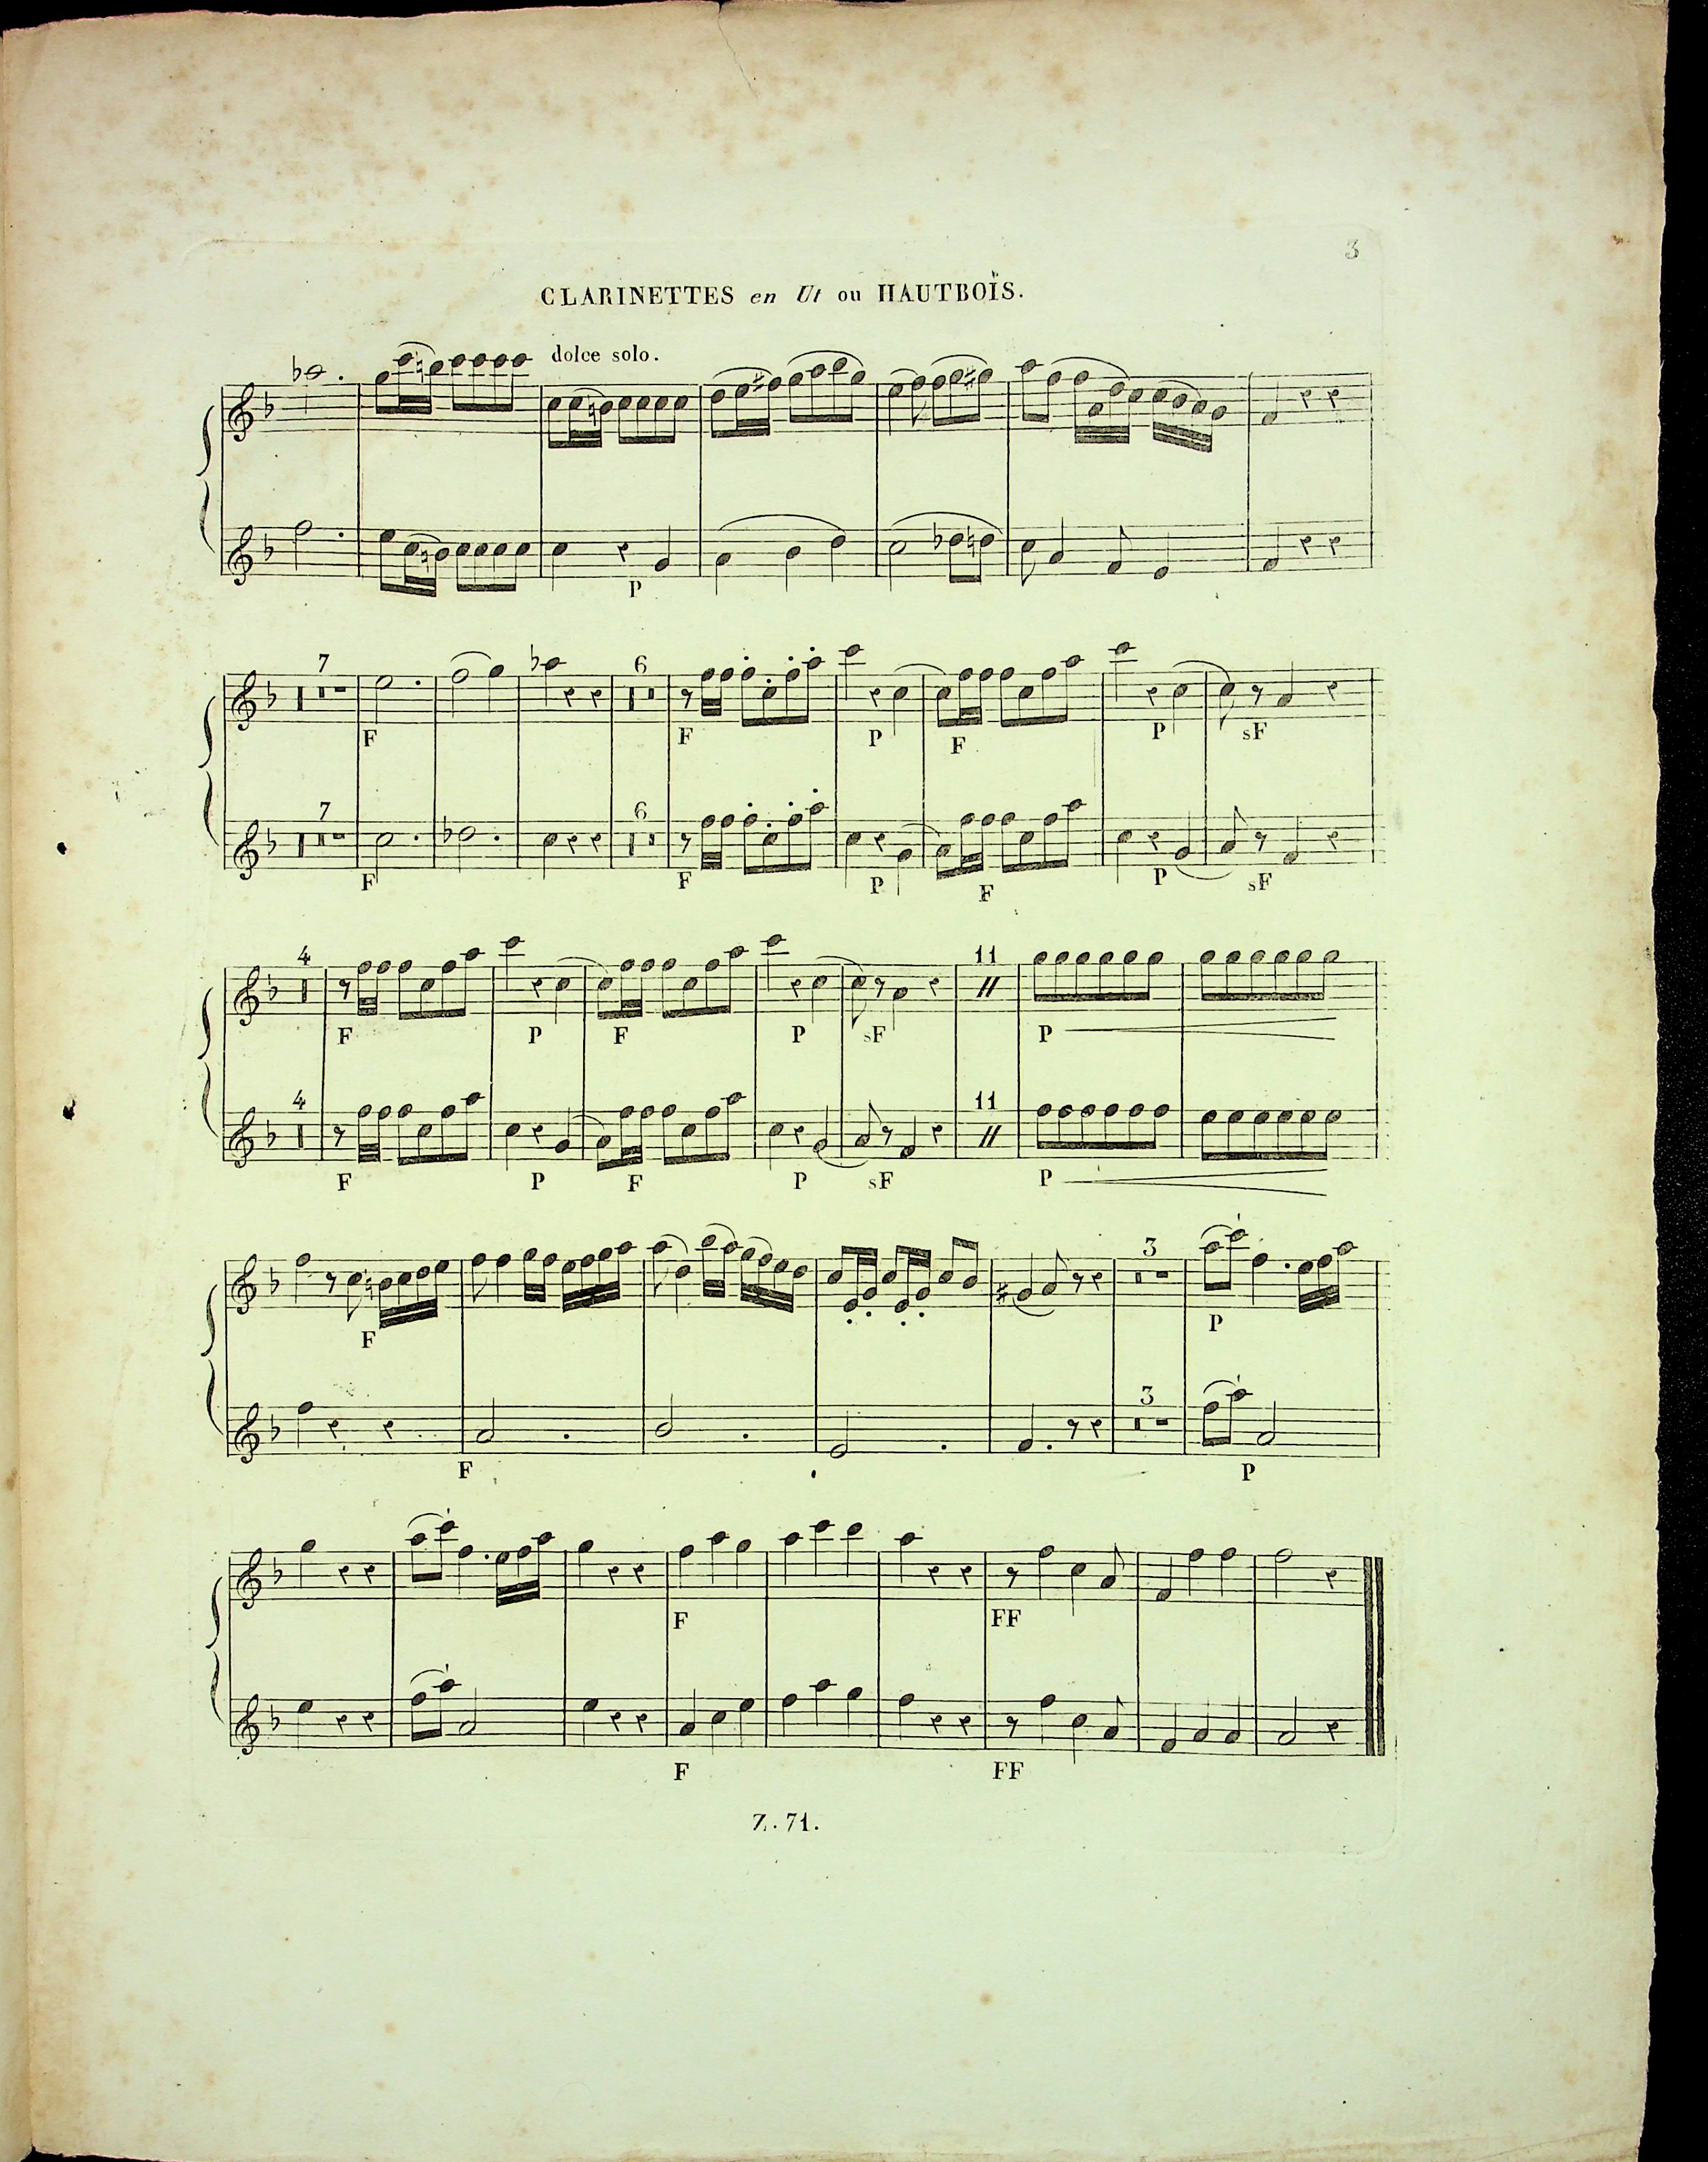 3
CLARINETTES en Ut ou HAUTBOÏS.
dolce solo.
P
7 6
F F P F P sF
7 6
F F P F P sF
4 11
F P F P sF P
4 11
F P F P sF P
3
F P
3
F P
F FF
F FF
Z. 71.